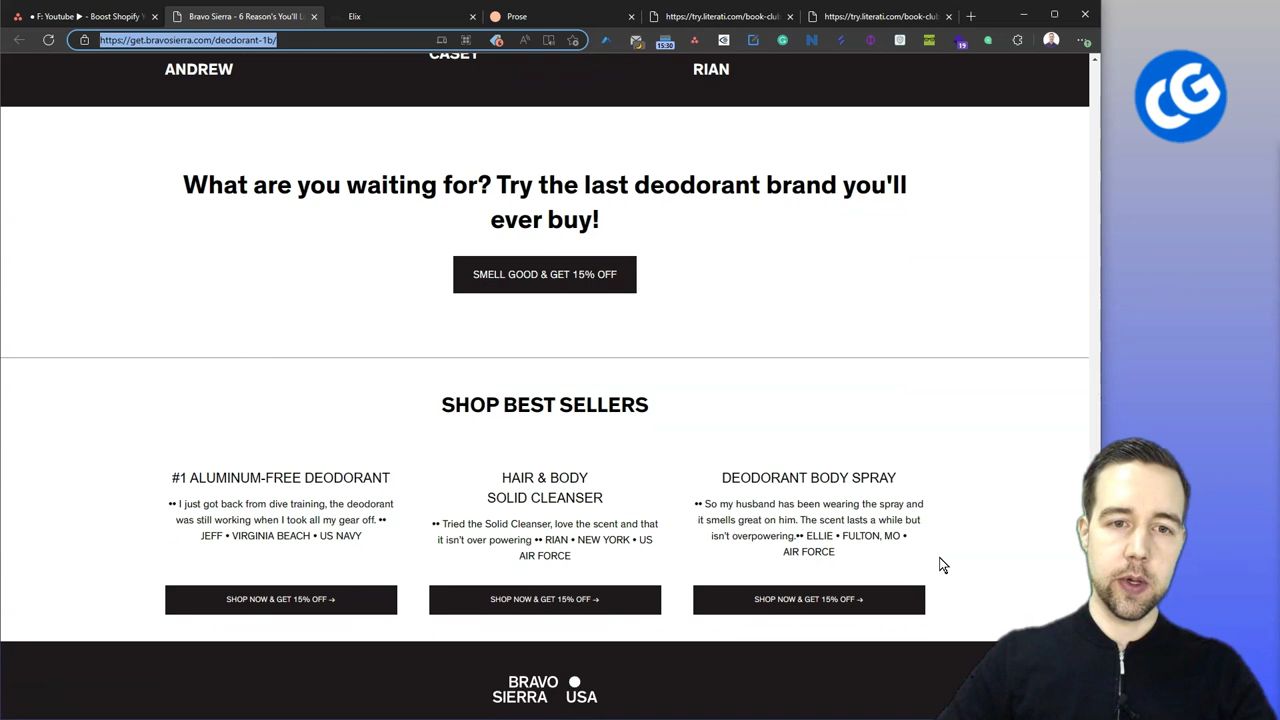 F: Youtube ▶ - Boost Shopify
Bravo Sierra - 6 Reason's You'll L
Elix
Prose
https://try.literati.com/book-club
https://try.literati.com/book-club
https://get.bravosierra.com/deodorant-1b/
15:30
19
CG
CASEY
ANDREW
RIAN
What are you waiting for? Try the last deodorant brand you'll
ever buy!
SMELL GOOD & GET 15% OFF
SHOP BEST SELLERS
#1 ALUMINUM-FREE DEODORANT
•• I just got back from dive training, the deodorant
was still working when I took all my gear off. ••
JEFF • VIRGINIA BEACH • US NAVY
SHOP NOW & GET 15% OFF →
HAIR & BODY
SOLID CLEANSER
•• Tried the Solid Cleanser, love the scent and that
it isn't over powering •• RIAN • NEW YORK • US
AIR FORCE
SHOP NOW & GET 15% OFF →
DEODORANT BODY SPRAY
•• So my husband has been wearing the spray and
it smells great on him. The scent lasts a while but
isn't overpowering.•• ELLIE • FULTON, MO •
AIR FORCE
SHOP NOW & GET 15% OFF →
BRAVO
SIERRA USA